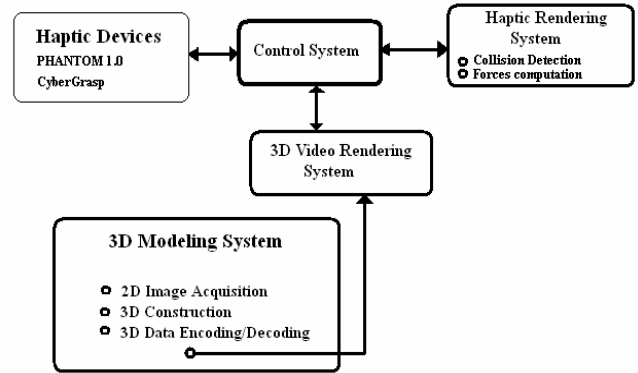 Haptic Devices
PHANTOM 1.0
CyberGrasp
Control System
Haptic Rendering
System
Collision Detection
Forces computation
3D Video Rendering
System
3D Modeling System
2D Image Acquisition
3D Construction
3D Data Encoding/Decoding